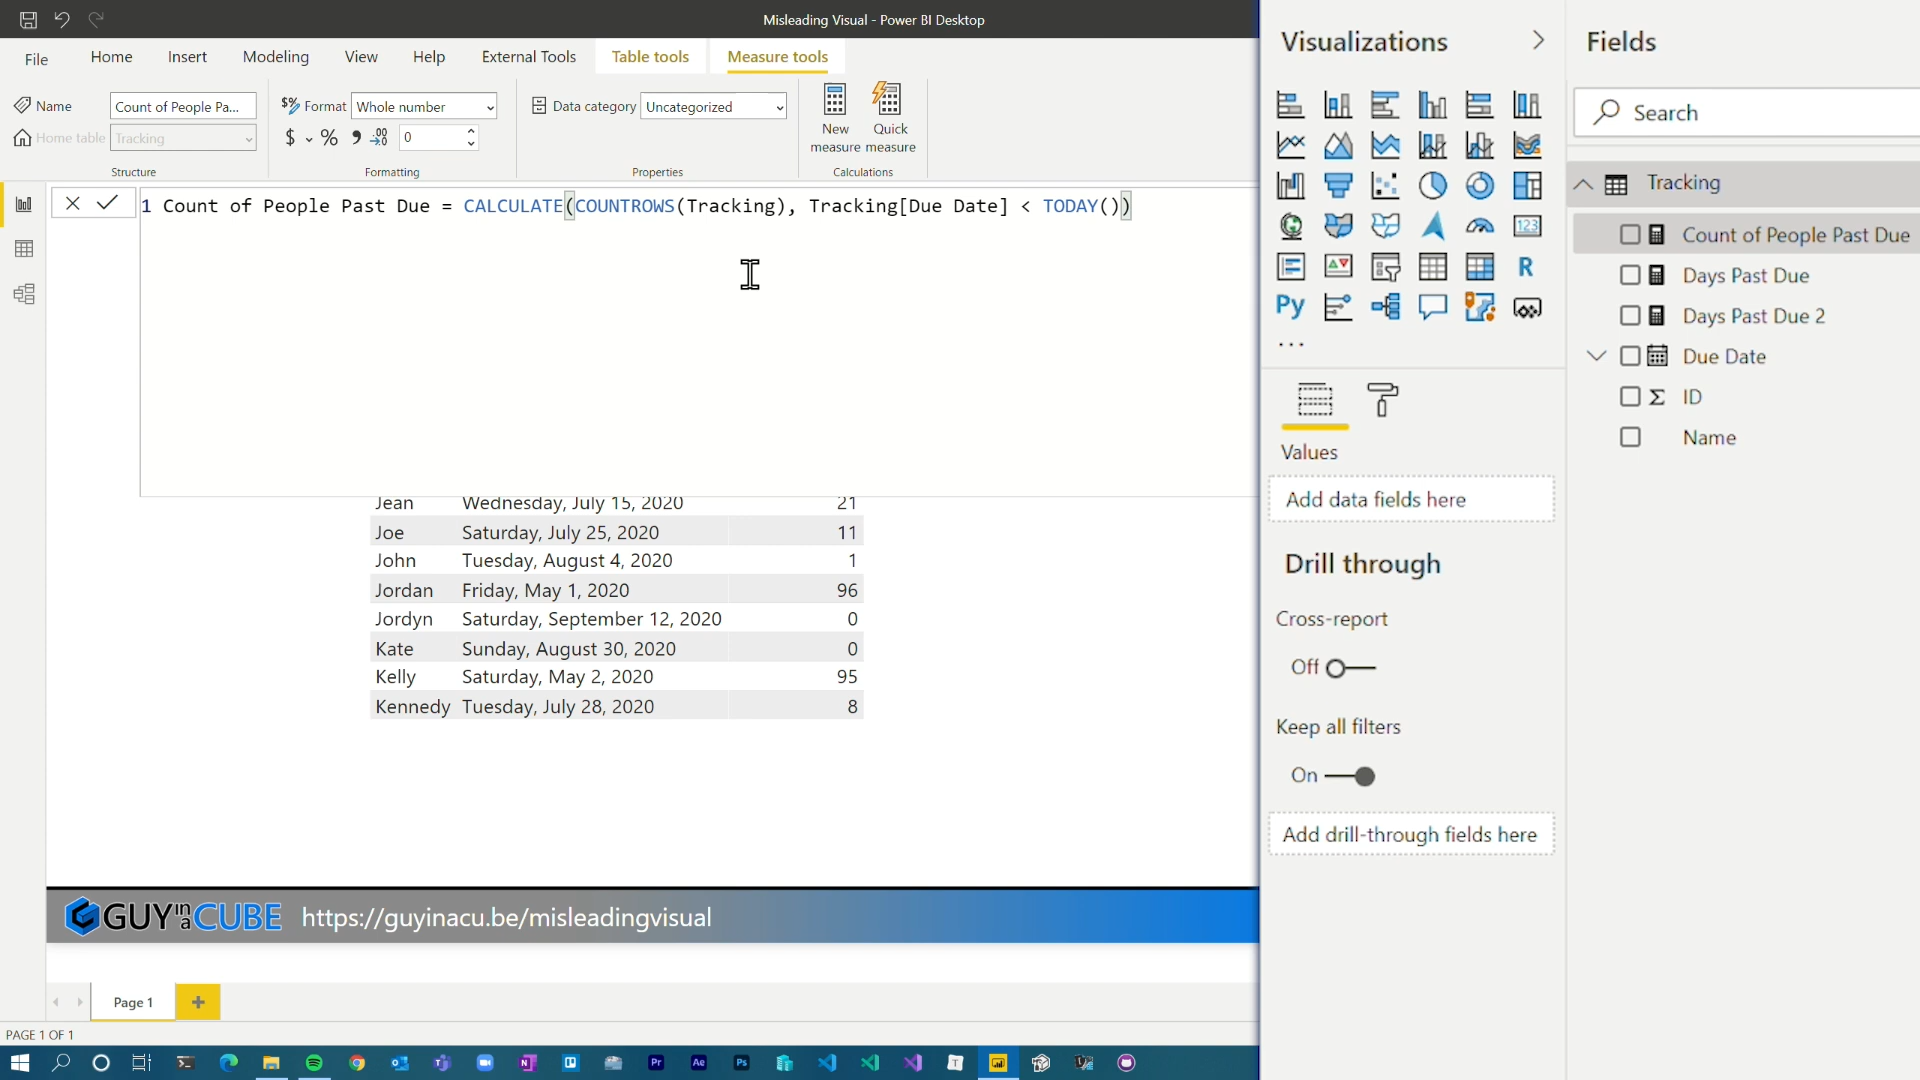 Misleading Visual - Power BI Desktop
File Home Insert Modeling View Help External Tools Table tools Measure tools
Name Count of People Pa...
Home table Tracking
Structure
$% Format Whole number
$ % 9 .00 0
Formatting
Data category Uncategorized
Properties
New measure
Quick measure
Calculations
1 Count of People Past Due = CALCULATE(COUNTROWS(Tracking), Tracking[Due Date] < TODAY())
Jean Wednesday, July 15, 2020 21
Joe Saturday, July 25, 2020 11
John Tuesday, August 4, 2020 1
Jordan Friday, May 1, 2020 96
Jordyn Saturday, September 12, 2020 0
Kate Sunday, August 30, 2020 0
Kelly Saturday, May 2, 2020 95
Kennedy Tuesday, July 28, 2020 8
GUY IN A CUBE https://guyinacu.be/misleadingvisual
Page 1 +
PAGE 1 OF 1
Visualizations
123
R
Py
...
Values
Add data fields here
Drill through
Cross-report
Off
Keep all filters
On
Add drill-through fields here
Fields
Search
Tracking
Count of People Past Due
Days Past Due
Days Past Due 2
Due Date
Σ ID
Name
Pr Ae Ps T